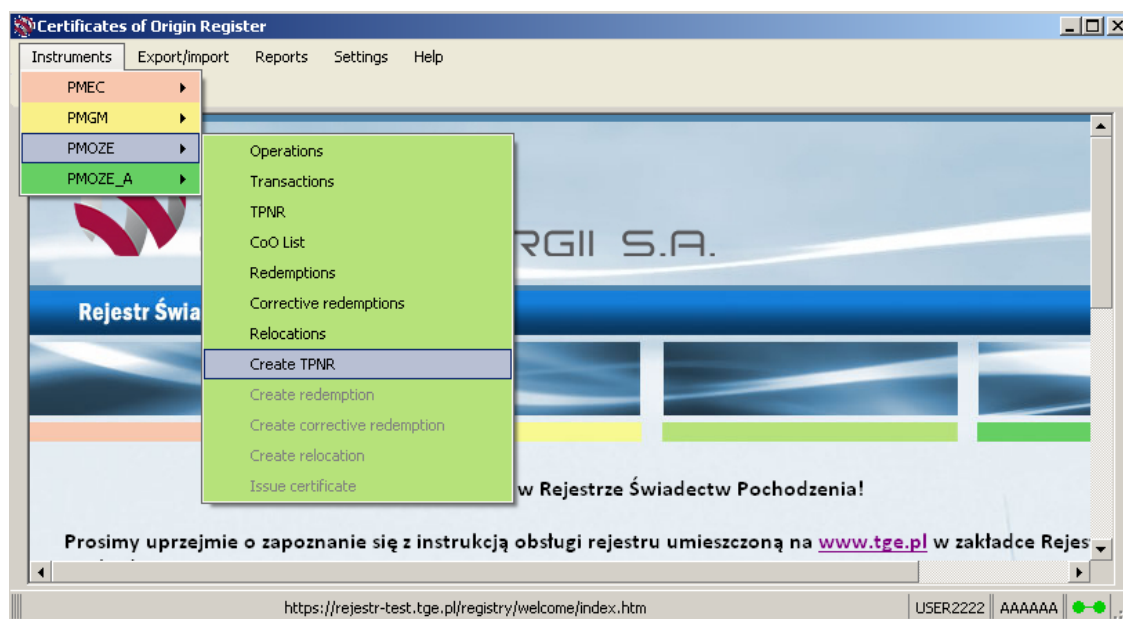 Certificates of Origin Register
Instruments Export/import Reports Settings Help
PMEC
PMGM
PMOZE
PMOZE_A
Operations
Transactions
TPNR
CoO List
Redemptions
Corrective redemptions
Relocations
Create TPNR
Create redemption
Create corrective redemption
Create relocation
Issue certificate
RGII S.A.
Rejestr Świa
w Rejestrze Świadectw Pochodzenia!
Prosimy uprzejmie o zapoznanie się z instrukcją obsługi rejestru umieszczoną na www.tge.pl w zakładce Rejes
https://rejestr-test.tge.pl/registry/welcome/index.htm USER2222 AAAAAA